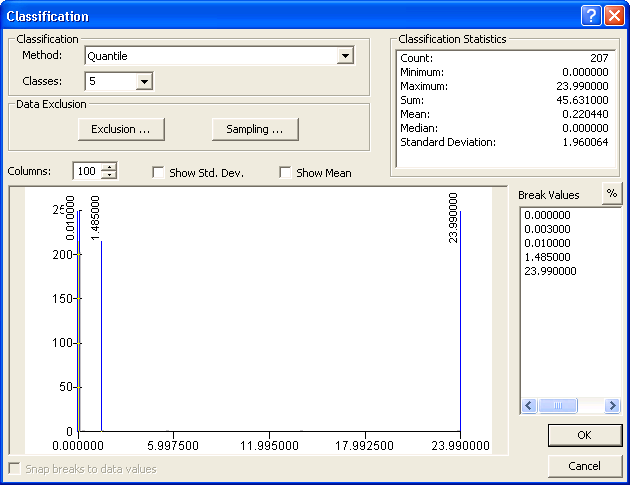 Classification
Classification
Method: Quantile
Classes: 5
Data Exclusion
Exclusion ...
Sampling ...
Classification Statistics
Count: 207
Minimum: 0.000000
Maximum: 23.990000
Sum: 45.631000
Mean: 0.220440
Median: 0.000000
Standard Deviation: 1.960064
Columns: 100
Show Std. Dev.
Show Mean
Break Values
%
0.000000
0.003000
0.010000
1.485000
23.990000
0.010000
1.485000
23.990000
200
150
100
50
0
0.000000 5.997500 11.995000 17.992500 23.990000
Snap breaks to data values
OK
Cancel